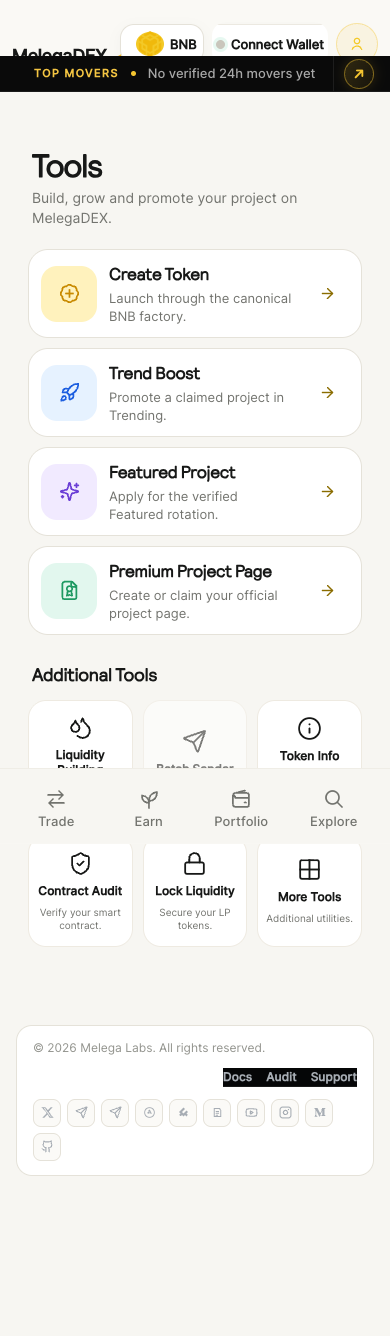 MelegaDEX
BNB
Connect Wallet
TOP MOVERS • No verified 24h movers yet
Tools
Build, grow and promote your project on
MelegaDEX.
Create Token
Launch through the canonical
BNB factory.
Trend Boost
Promote a claimed project in
Trending.
Featured Project
Apply for the verified
Featured rotation.
Premium Project Page
Create or claim your official
project page.
Additional Tools
Liquidity
Building
Batch Sender
Token Info
Trade
Earn
Portfolio
Explore
Contract Audit
Verify your smart
contract.
Lock Liquidity
Secure your LP
tokens.
More Tools
Additional utilities.
© 2026 Melega Labs. All rights reserved.
Docs Audit Support